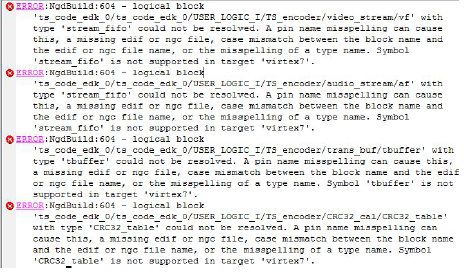 ERROR:NgdBuild:604 - logical block
'ts_code_edk_0/ts_code_edk_0/USER_LOGIC_I/TS_encoder/video_stream/vf' with
type 'stream_fifo' could not be resolved. A pin name misspelling can cause
this, a missing edif or ngc file, case mismatch between the block name and
the edif or ngc file name, or the misspelling of a type name. Symbol
'stream_fifo' is not supported in target 'virtex7'.
ERROR:NgdBuild:604 - logical block
'ts_code_edk_0/ts_code_edk_0/USER_LOGIC_I/TS_encoder/audio_stream/af' with
type 'stream_fifo' could not be resolved. A pin name misspelling can cause
this, a missing edif or ngc file, case mismatch between the block name and
the edif or ngc file name, or the misspelling of a type name. Symbol
'stream_fifo' is not supported in target 'virtex7'.
ERROR:NgdBuild:604 - logical block
'ts_code_edk_0/ts_code_edk_0/USER_LOGIC_I/TS_encoder/trans_buf/tbuffer' with
type 'tbuffer' could not be resolved. A pin name misspelling can cause this,
a missing edif or ngc file, case mismatch between the block name and the edif
or ngc file name, or the misspelling of a type name. Symbol 'tbuffer' is not
supported in target 'virtex7'.
ERROR:NgdBuild:604 - logical block
'ts_code_edk_0/ts_code_edk_0/USER_LOGIC_I/TS_encoder/CRC32_cal/CRC32_table'
with type 'CRC32_table' could not be resolved. A pin name misspelling can
cause this, a missing edif or ngc file, case mismatch between the block name
and the edif or ngc file name, or the misspelling of a type name. Symbol
'CRC32_table' is not supported in target 'virtex7'.